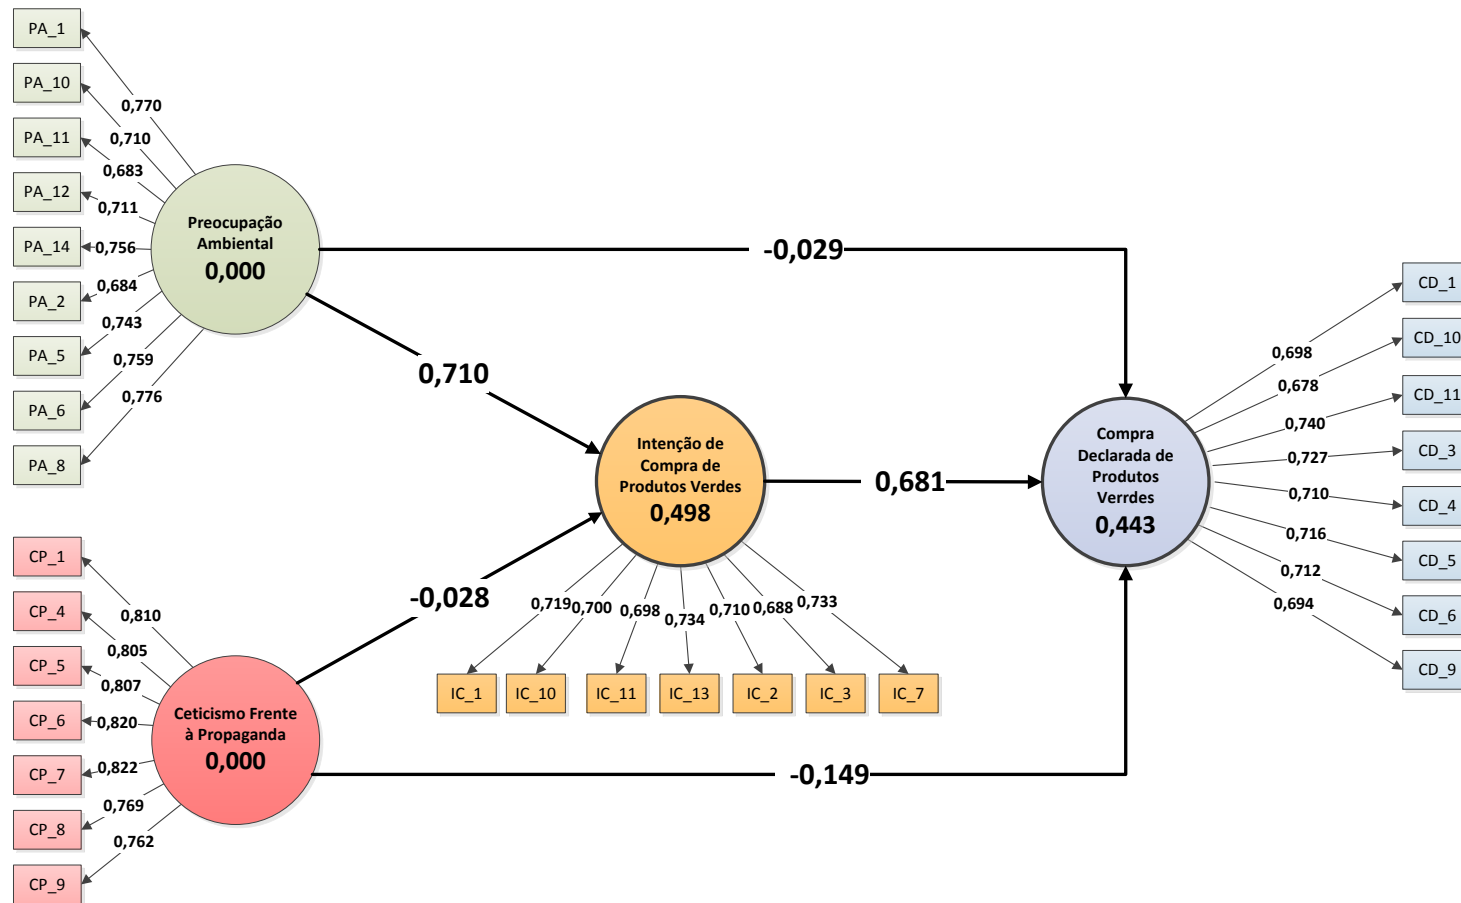 PA_1
PA_10
PA_11
PA_12
PA_14
PA_2
PA_5
PA_6
PA_8
0,770
0,710
0,683
0,711
0,756
0,684
0,743
0,759
0,776
Preocupação
Ambiental
0,000
-0,029
0,710
CP_1
CP_4
CP_5
CP_6
CP_7
CP_8
CP_9
0,810
0,805
0,807
0,820
0,822
0,769
0,762
Ceticismo Frente
à Propaganda
0,000
-0,028
-0,149
Intenção de
Compra de
Produtos Verdes
0,498
0,681
0,719
0,700
0,698
0,734
0,710
0,688
0,733
IC_1
IC_10
IC_11
IC_13
IC_2
IC_3
IC_7
Compra
Declarada de
Produtos
Verrdes
0,443
0,698
0,678
0,740
0,727
0,710
0,716
0,712
0,694
CD_1
CD_10
CD_11
CD_3
CD_4
CD_5
CD_6
CD_9